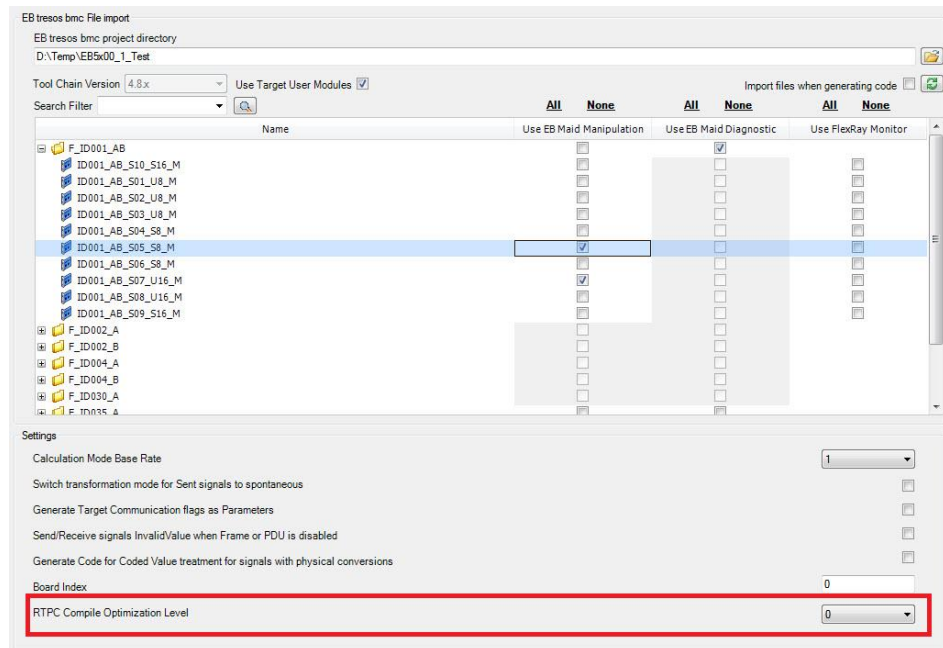 EB tresos bmc File import
EB tresos bmc project directory
D:\Temp\EB5x00_1_Test
Tool Chain Version 4.8.x Use Target User Modules Import files when generating code
Search Filter All None All None All None
Name Use EB Maid Manipulation Use EB Maid Diagnostic Use FlexRay Monitor
F_ID001_AB
ID001_AB_S10_S16_M
ID001_AB_S01_U8_M
ID001_AB_S02_U8_M
ID001_AB_S03_U8_M
ID001_AB_S04_S8_M
ID001_AB_S05_S8_M
ID001_AB_S06_S8_M
ID001_AB_S07_U16_M
ID001_AB_S08_U16_M
ID001_AB_S09_S16_M
F_ID002_A
F_ID002_B
F_ID004_A
F_ID004_B
F_ID030_A
F_ID035_A
Settings
Calculation Mode Base Rate 1
Switch transformation mode for Sent signals to spontaneous
Generate Target Communication flags as Parameters
Send/Receive signals InvalidValue when Frame or PDU is disabled
Generate Code for Coded Value treatment for signals with physical conversions
Board Index 0
RTPC Compile Optimization Level 0